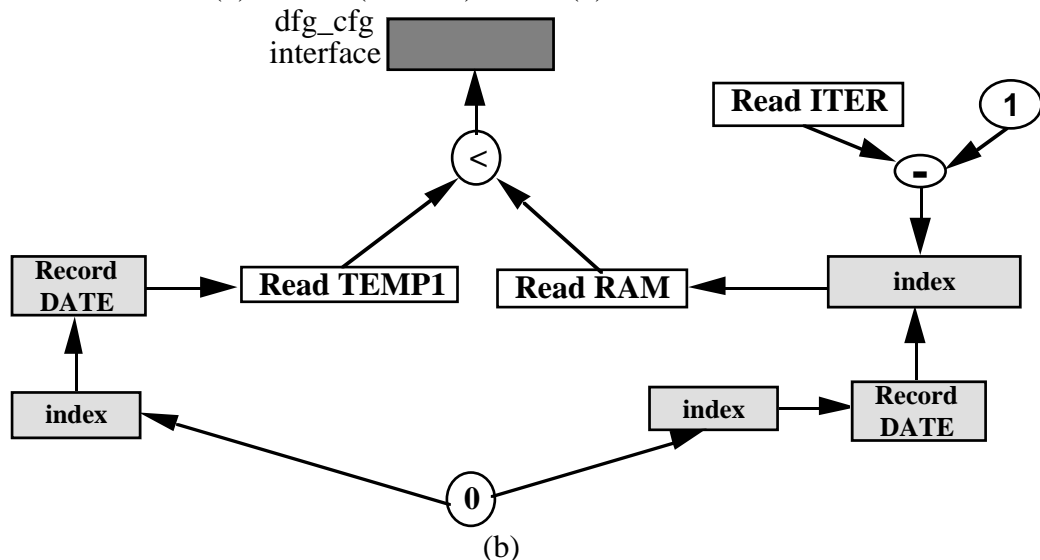 dfg_cfg
interface
Read ITER
1
<
-
Record
DATE
Read TEMP1
Read RAM
index
index
index
Record
DATE
0
(b)